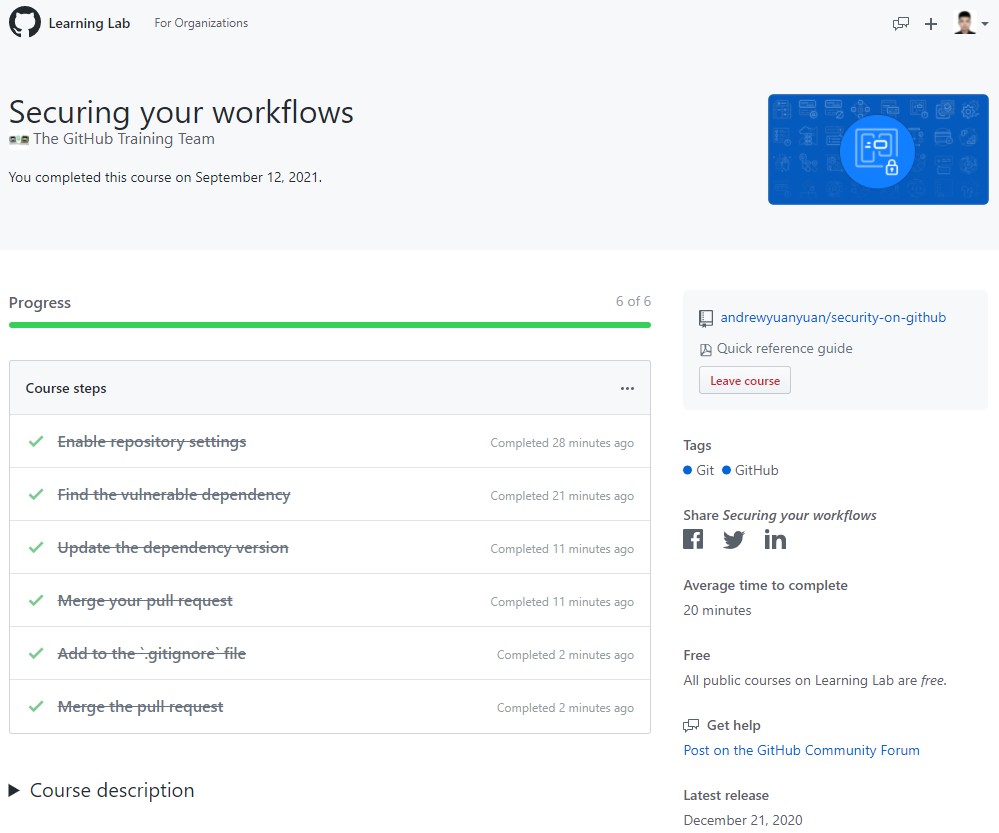 Learning Lab For Organizations
Securing your workflows
The GitHub Training Team
You completed this course on September 12, 2021.
Progress 6 of 6
Course steps
Enable repository settings Completed 28 minutes ago
Find the vulnerable dependency Completed 21 minutes ago
Update the dependency version Completed 11 minutes ago
Merge your pull request Completed 11 minutes ago
Add to the `.gitignore` file Completed 2 minutes ago
Merge the pull request Completed 2 minutes ago
Course description
andrewyuanyuan/security-on-github
Quick reference guide
Leave course
Tags
Git GitHub
Share Securing your workflows
Average time to complete
20 minutes
Free
All public courses on Learning Lab are free.
Get help
Post on the GitHub Community Forum
Latest release
December 21, 2020